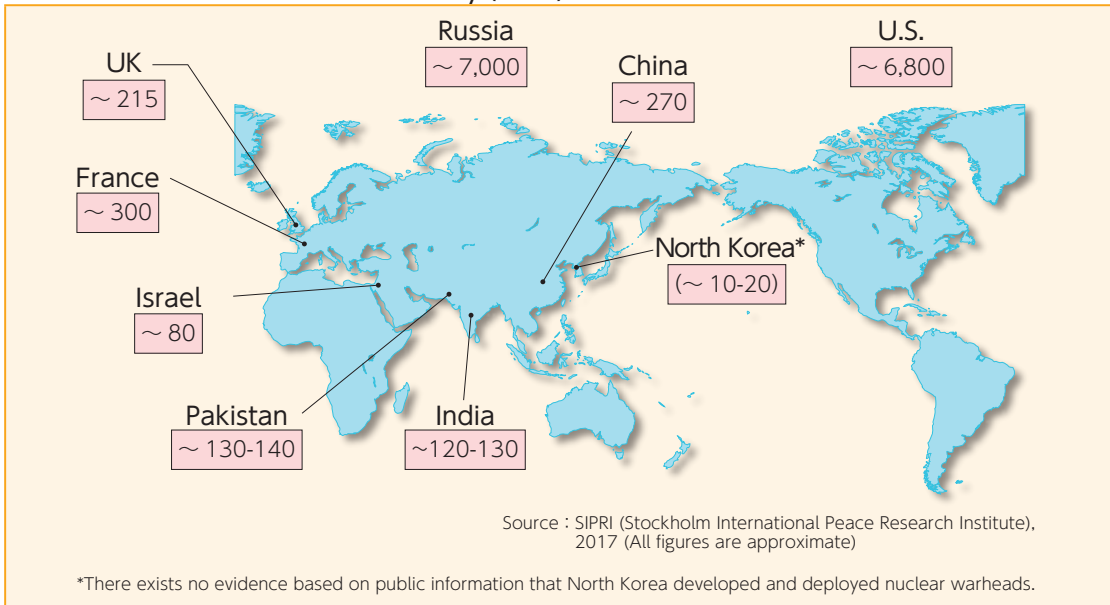 Russia
～ 7,000
U.S.
～ 6,800
UK
～ 215
China
～ 270
France
～ 300
North Korea*
(～ 10-20)
Israel
～ 80
Pakistan
～ 130-140
India
～120-130
Source : SIPRI (Stockholm International Peace Research Institute),
2017 (All figures are approximate)
*There exists no evidence based on public information that North Korea developed and deployed nuclear warheads.